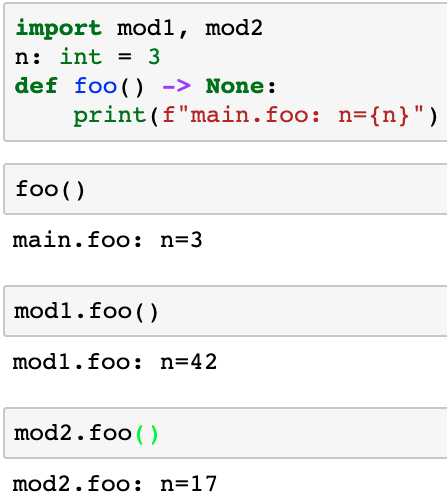 import mod1, mod2
n: int = 3
def foo() -> None:
    print(f"main.foo: n={n}")
foo()
main.foo: n=3
mod1.foo()
mod1.foo: n=42
mod2.foo()
mod2.foo: n=17